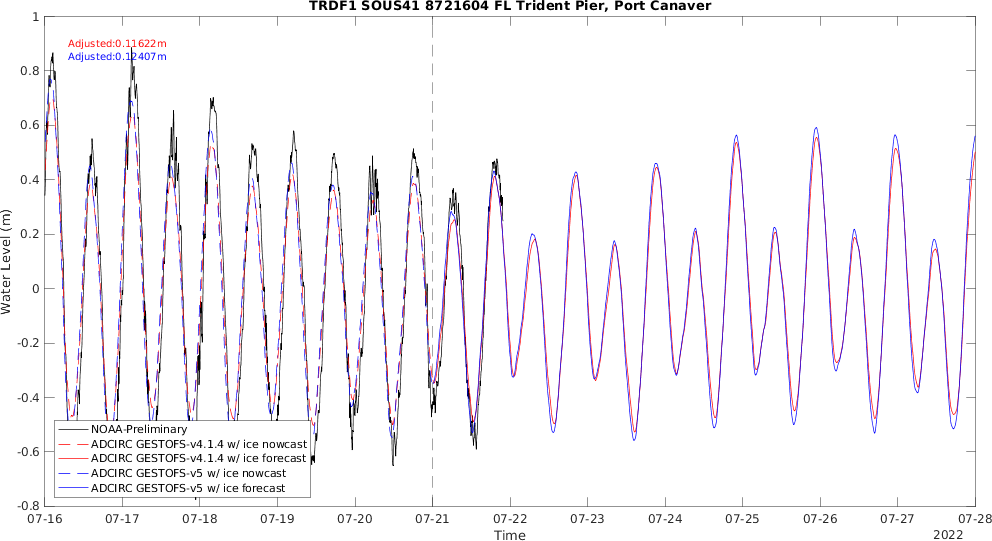 TRDF1 SOUS41 8721604 FL Trident Pier, Port Canaver
Adjusted:0.11622m
Adjusted:0.12407m
1
0.8
0.6
0.4
0.2
0
-0.2
-0.4
-0.6
-0.8
Water Level (m)
NOAA-Preliminary
ADCIRC GESTOFS-v4.1.4 w/ ice nowcast
ADCIRC GESTOFS-v4.1.4 w/ ice forecast
ADCIRC GESTOFS-v5 w/ ice nowcast
ADCIRC GESTOFS-v5 w/ ice forecast
07-16 07-17 07-18 07-19 07-20 07-21 07-22 07-23 07-24 07-25 07-26 07-27 07-28
Time
2022